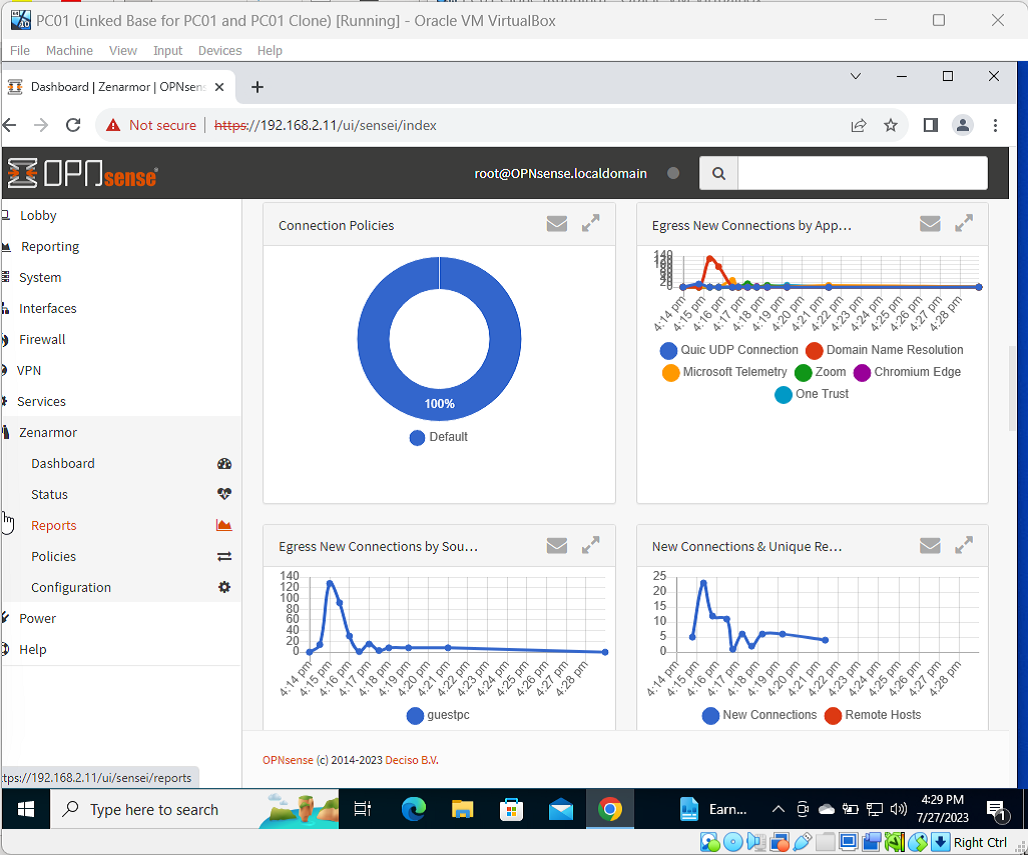 PC01 (Linked Base for PC01 and PC01 Clone) [Running] - Oracle VM VirtualBox
File Machine View Input Devices Help
Dashboard | Zenarmor | OPNsens
Not secure https://192.168.2.11/ui/sensei/index
OPNsense root@OPNsense.localdomain
Lobby
Reporting
System
Interfaces
Firewall
VPN
Services
Zenarmor
Dashboard
Status
Reports
Policies
Configuration
Power
Help
Connection Policies
100%
Default
Egress New Connections by App...
140
120
100
80
60
40
20
0
4:14 pm 4:15 pm 4:16 pm 4:17 pm 4:18 pm 4:19 pm 4:20 pm 4:21 pm 4:22 pm 4:23 pm 4:24 pm 4:25 pm 4:26 pm 4:27 pm 4:28 pm
Quic UDP Connection Domain Name Resolution
Microsoft Telemetry Zoom Chromium Edge
One Trust
Egress New Connections by Sou...
140
120
100
80
60
40
20
0
4:14 pm 4:15 pm 4:16 pm 4:17 pm 4:18 pm 4:19 pm 4:20 pm 4:21 pm 4:22 pm 4:23 pm 4:24 pm 4:25 pm 4:26 pm 4:27 pm 4:28 pm
guestpc
New Connections & Unique Re...
25
20
15
10
5
0
4:14 pm 4:15 pm 4:16 pm 4:17 pm 4:18 pm 4:19 pm 4:20 pm 4:21 pm 4:22 pm 4:23 pm 4:24 pm 4:25 pm 4:26 pm 4:27 pm 4:28 pm
New Connections Remote Hosts
OPNsense (c) 2014-2023 Deciso B.V.
tps://192.168.2.11/ui/sensei/reports
Type here to search
Earn...
4:29 PM
7/27/2023
1
Right Ctrl